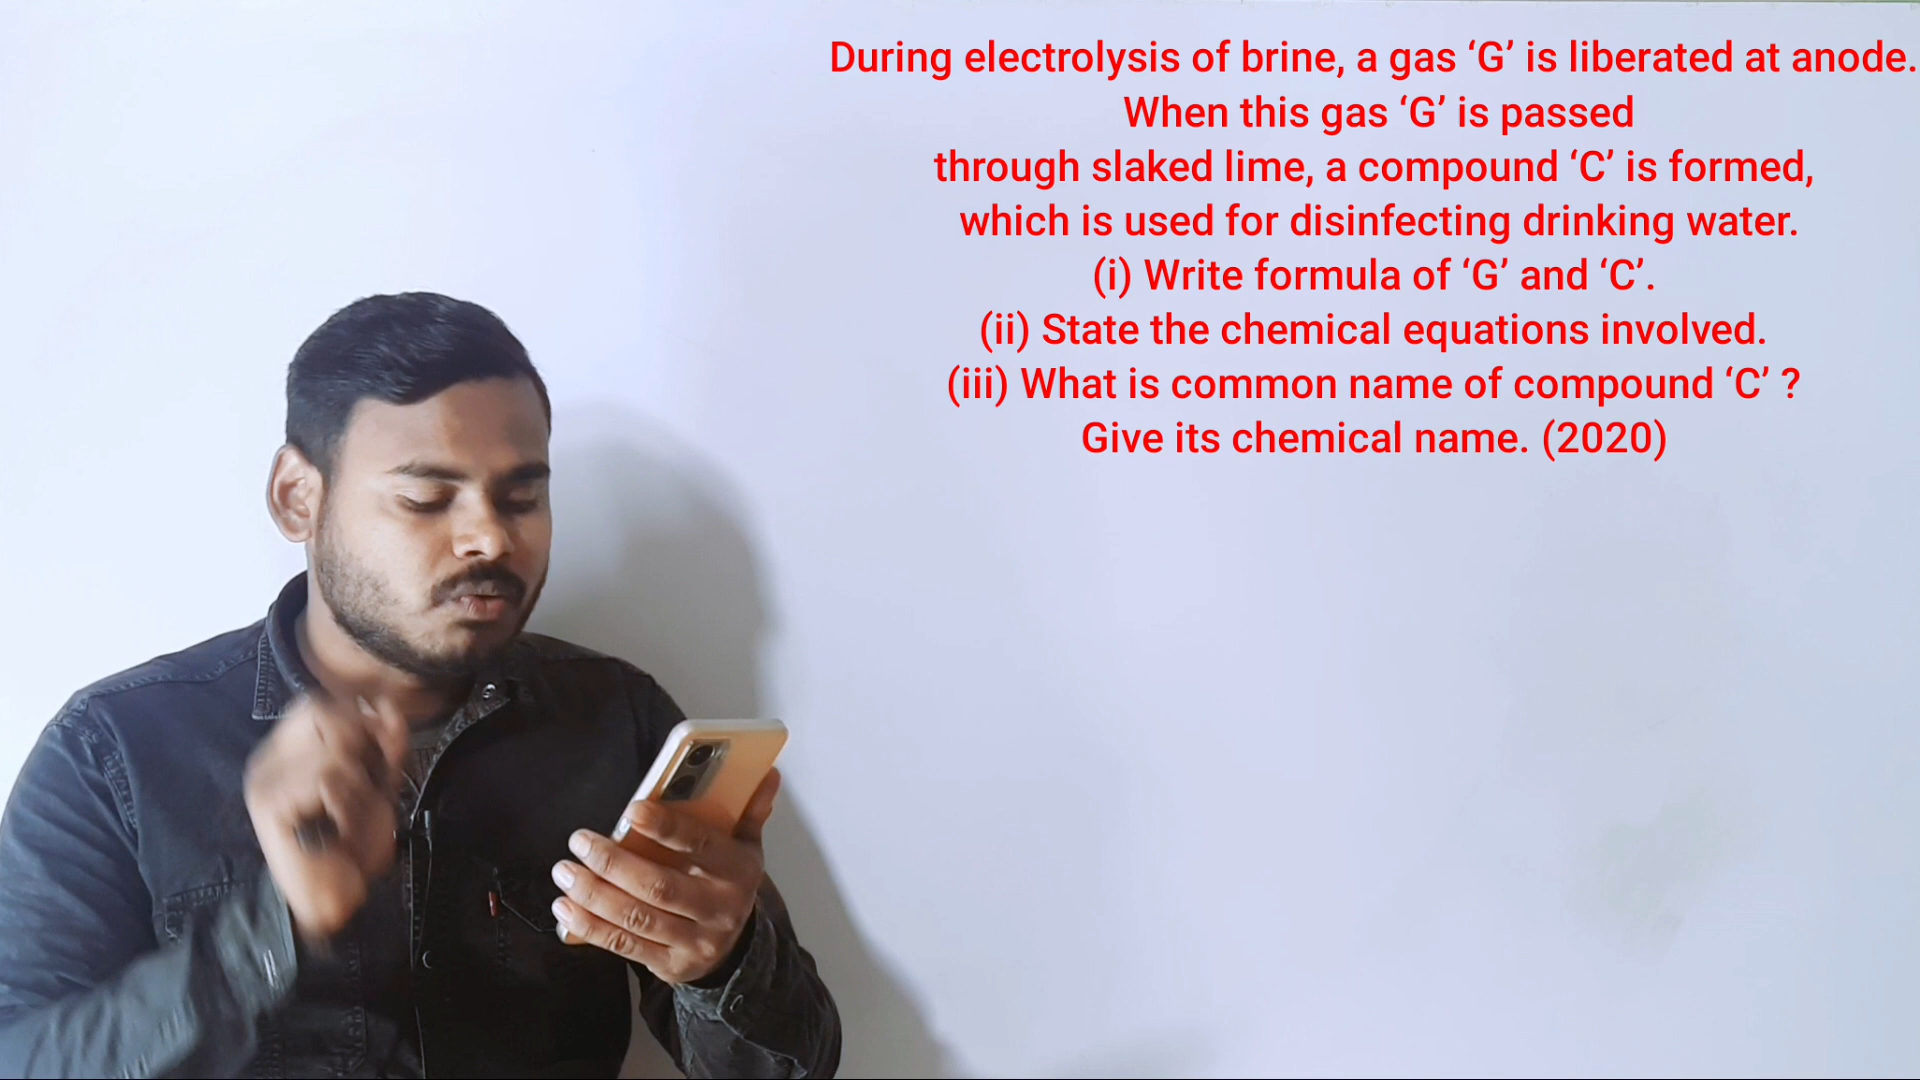 During electrolysis of brine, a gas ‘G’ is liberated at anode.
When this gas ‘G’ is passed
through slaked lime, a compound ‘C’ is formed,
which is used for disinfecting drinking water.
(i) Write formula of ‘G’ and ‘C’.
(ii) State the chemical equations involved.
(iii) What is common name of compound ‘C’ ?
Give its chemical name. (2020)